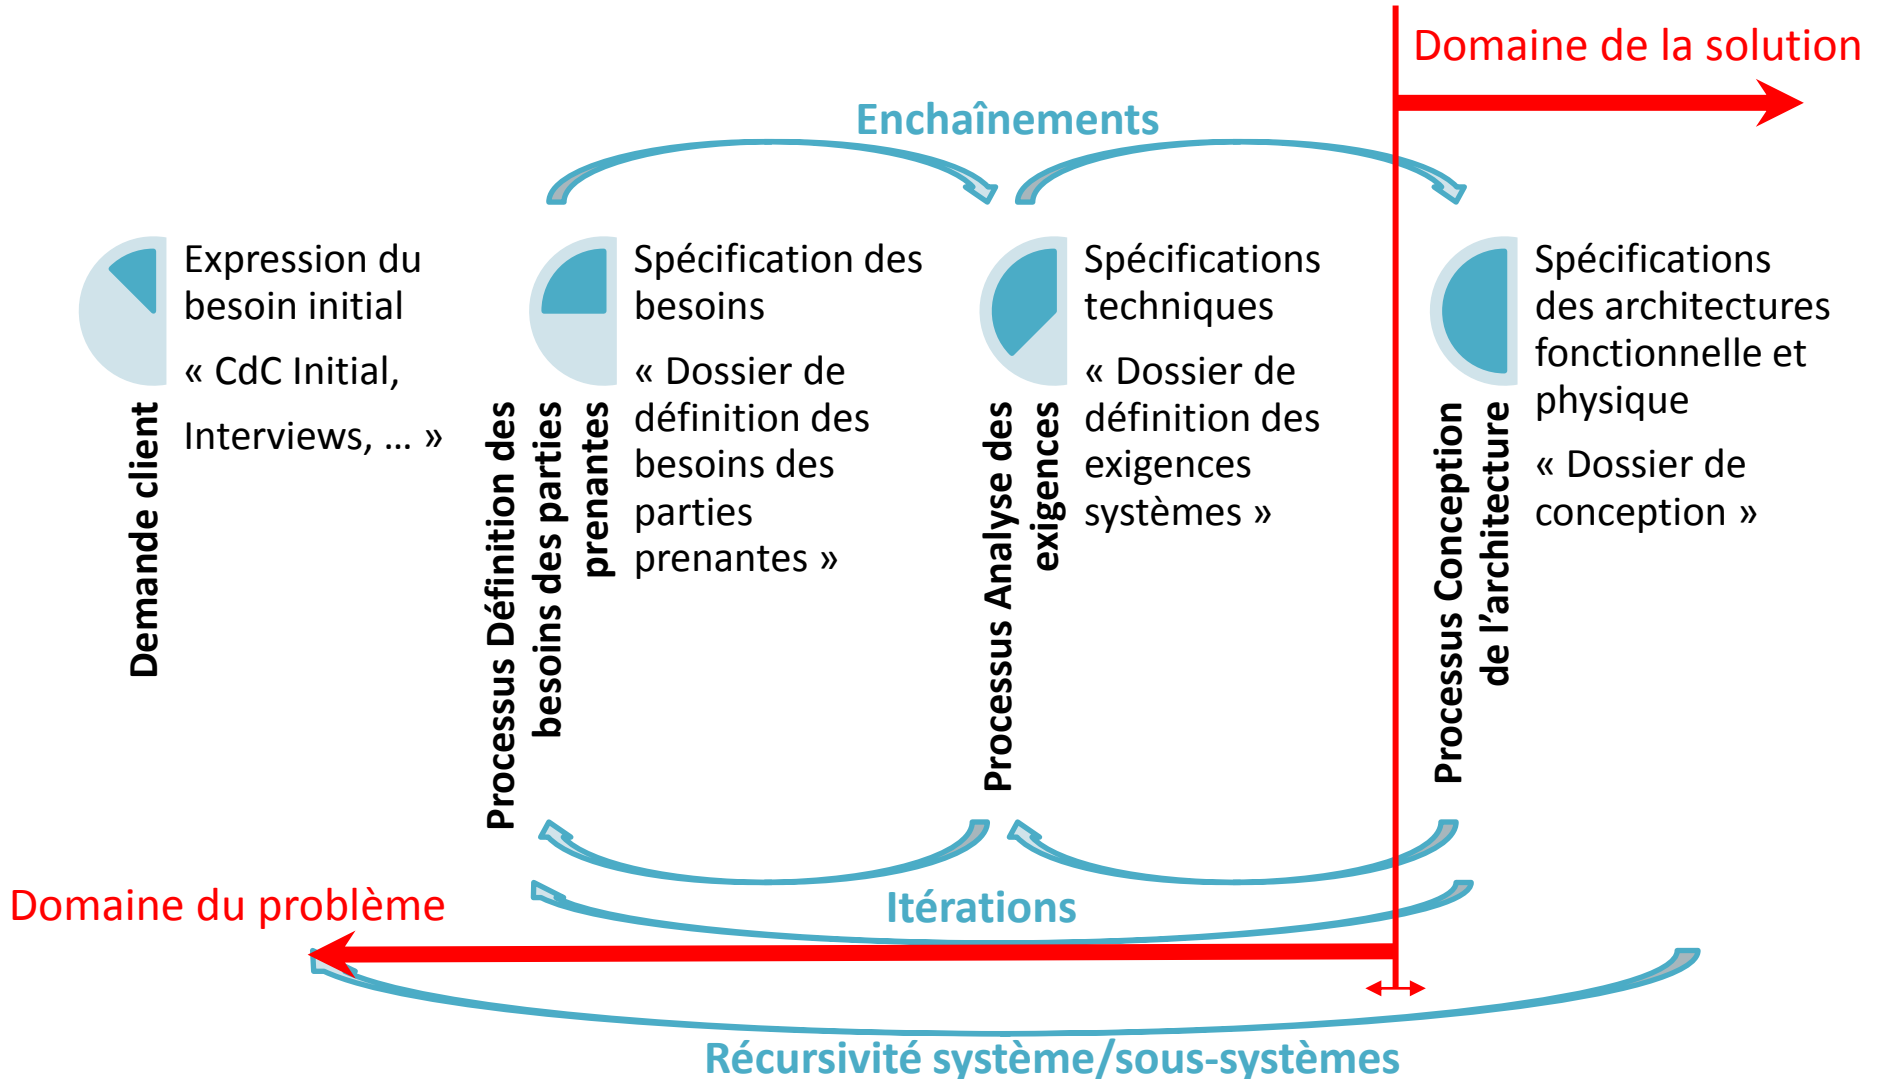 Domaine de la solution
Enchaînements
Demande client
Expression du
besoin initial
« CdC Initial,
Interviews, ... »
Processus Définition des
besoins des parties
prenantes
Spécification des
besoins
« Dossier de
définition des
besoins des
parties
prenantes »
Processus Analyse des
exigences
Spécifications
techniques
« Dossier de
définition des
exigences
systèmes »
Processus Conception
de l’architecture
Spécifications
des architectures
fonctionnelle et
physique
« Dossier de
conception »
Domaine du problème
Itérations
Récursivité système/sous-systèmes